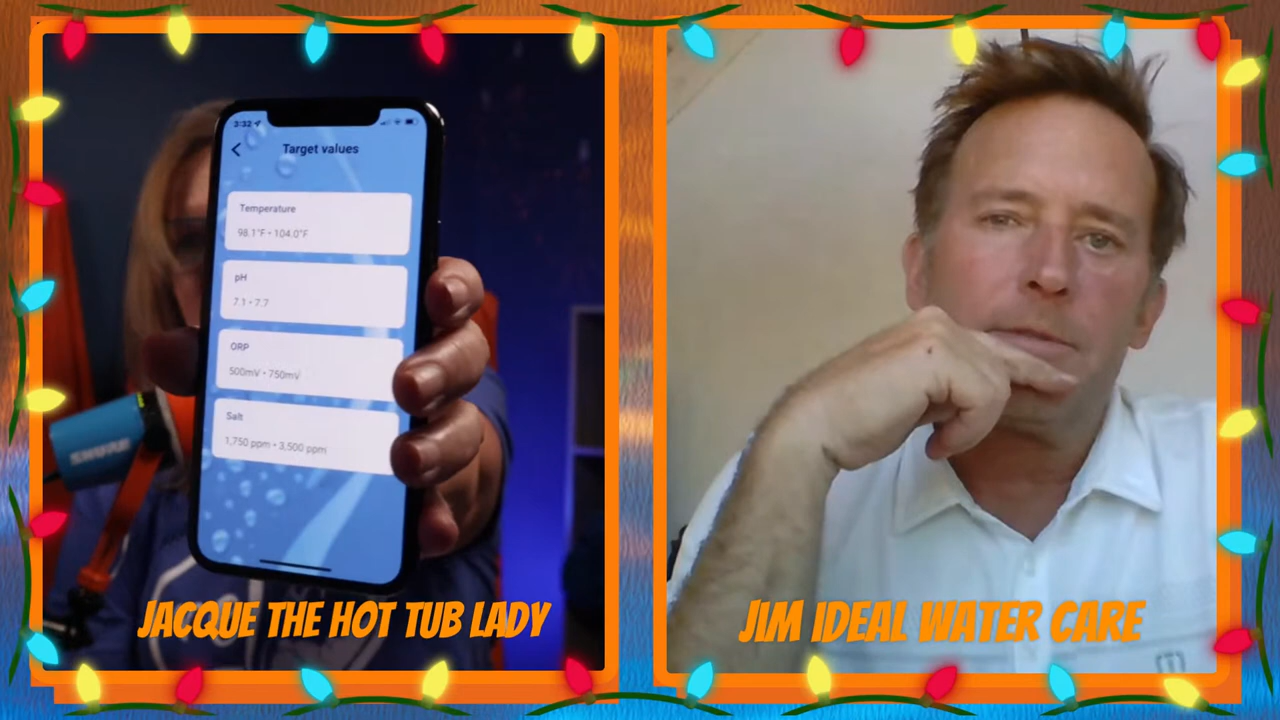 3:32
Target values
Temperature
98.1°F - 104.0°F
pH
7.1 - 7.7
ORP
500mV - 750mV
Salt
1,750 ppm - 3,500 ppm
SHURE
JACQUE THE HOT TUB LADY
JIM IDEAL WATER CARE